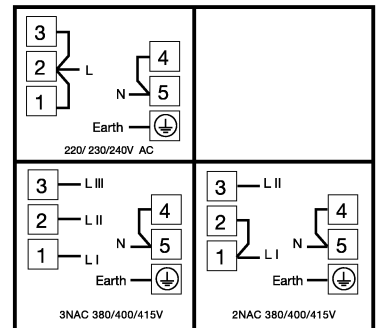 3
2 L
1
4
N 5
Earth
220/ 230/240V AC
3 L III
2 L II
1 L I
4
N 5
Earth
3NAC 380/400/415V
3 L II
2
1 L I
4
N 5
Earth
2NAC 380/400/415V